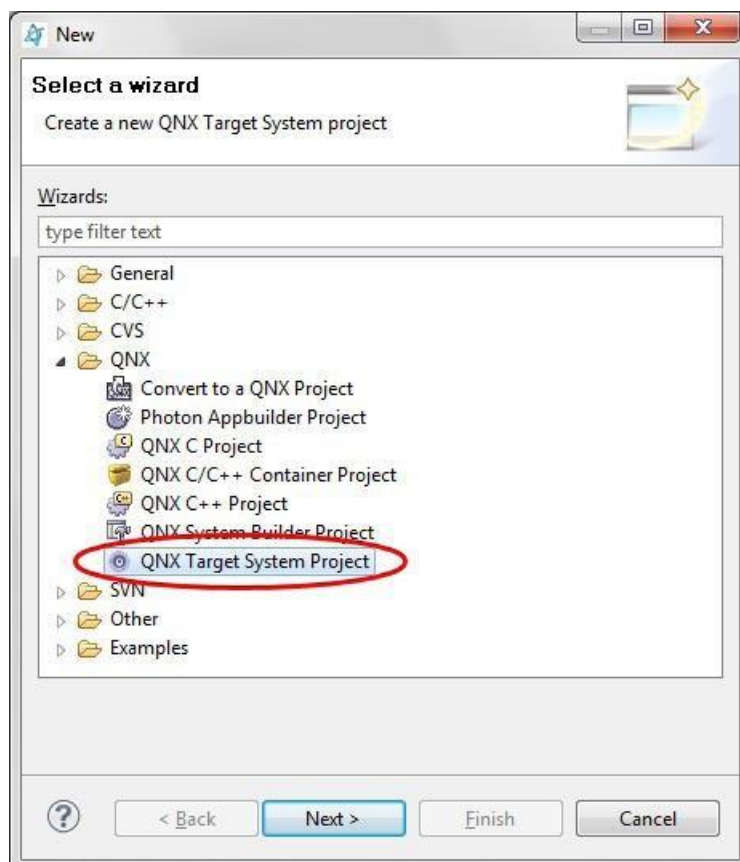 New
Select a wizard
Create a new QNX Target System project
Wizards:
type filter text
General
C/C++
CVS
QNX
Convert to a QNX Project
Photon Appbuilder Project
QNX C Project
QNX C/C++ Container Project
QNX C++ Project
QNX System Builder Project
QNX Target System Project
SVN
Other
Examples
< Back Next > Finish Cancel